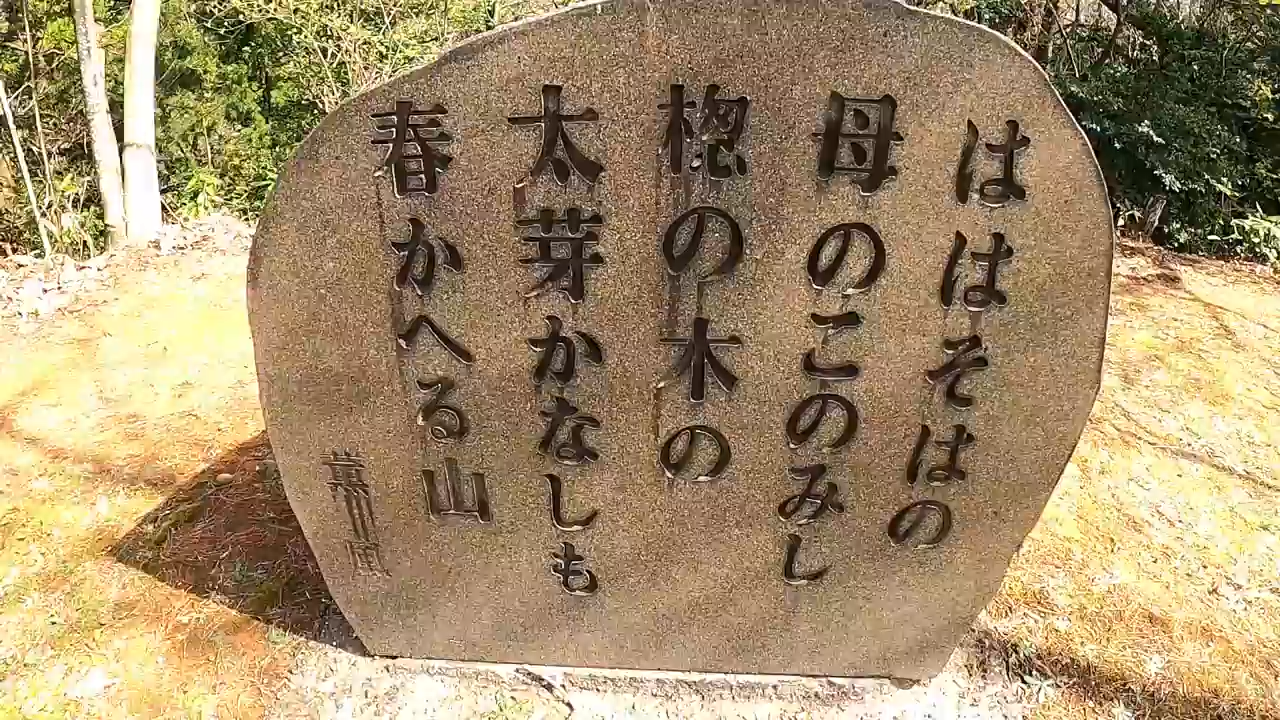 ははそはの
母のこのみし
楤の木の
太芽かなしも
春かへる山